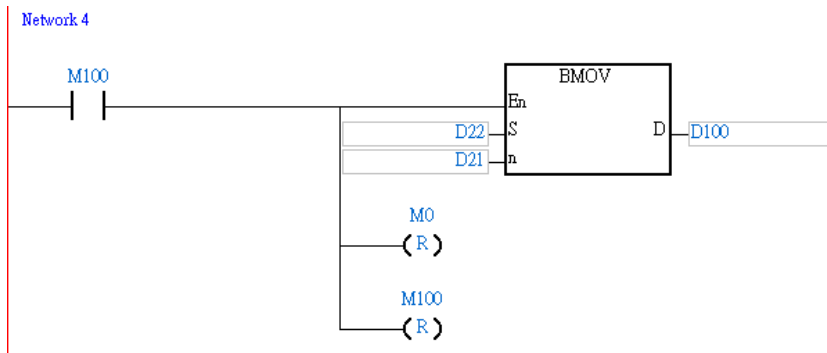 Network 4
M100
BMOV
En
D22 S D D100
D21 n
M0
R
M100
R